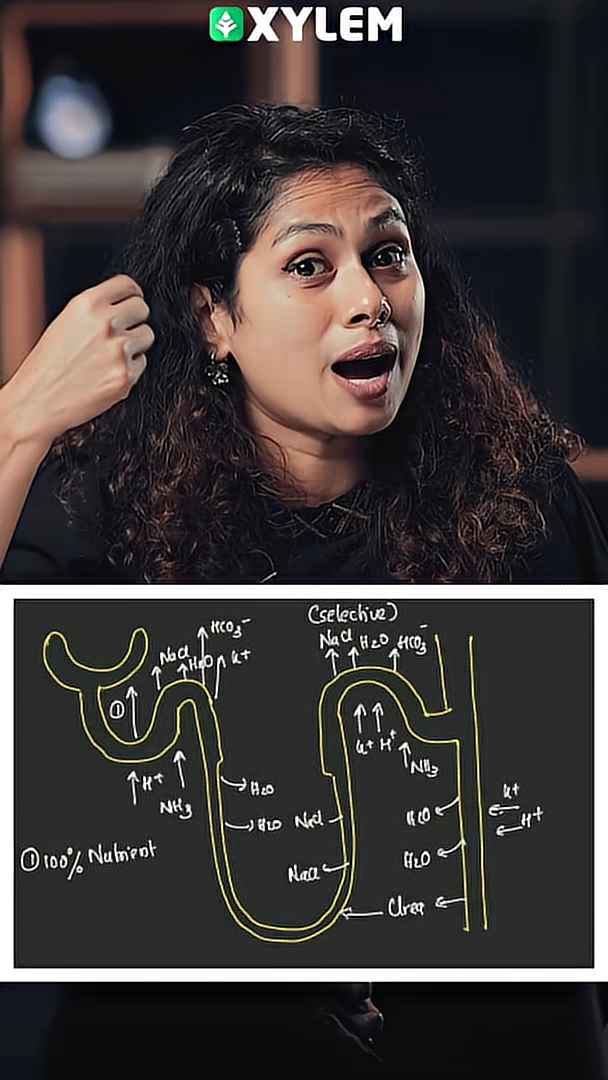 XYLEM
(selective)
HCO3-
NaCl
H2O
K+
NaCl
H2O
HCO3-
①
K+
H+
H+
NH3
NH3
H2O
H2O
NaCl
H2O
K+
H+
① 100% Nutrient
NaCl
H2O
Urea